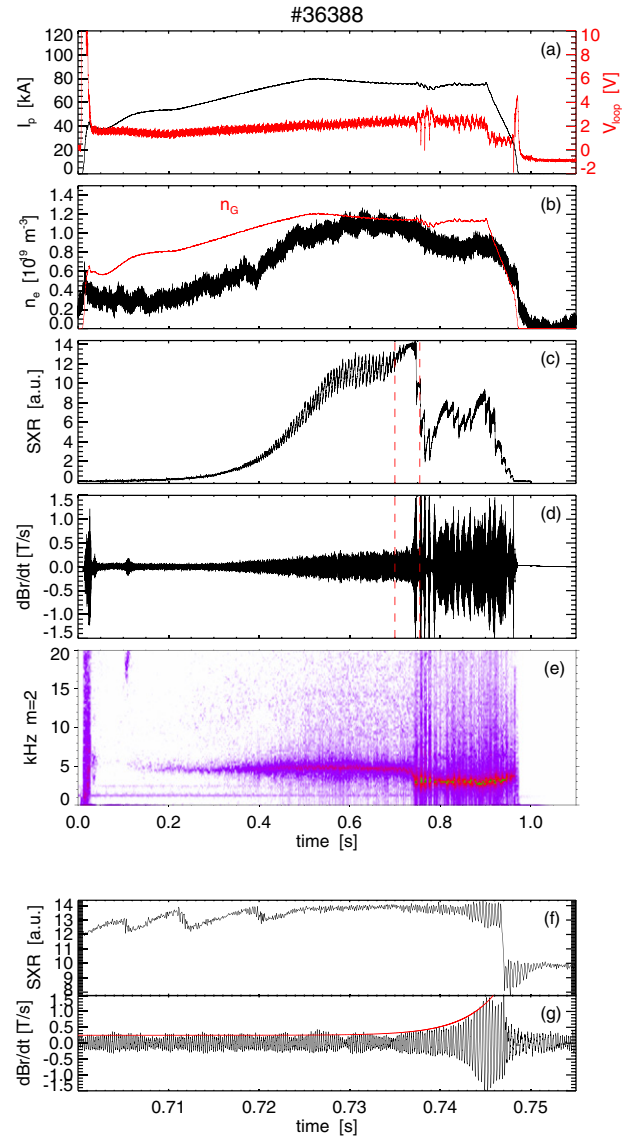 #36388
(a)
I_p [kA]
120
100
80
60
40
20
0
10
8
6
4
2
0
-2
V_loop [V]
(b)
n_G
n_e [10^19 m^-3]
1.4
1.2
1.0
0.8
0.6
0.4
0.2
0.0
(c)
SXR [a.u.]
14
12
10
8
6
4
2
0
(d)
dBr/dt [T/s]
1.5
1.0
0.5
0.0
-0.5
-1.0
-1.5
(e)
kHz m=2
20
15
10
5
0
0.0 0.2 0.4 0.6 0.8 1.0
time [s]
(f)
SXR [a.u.]
14
13
12
11
10
9
8
(g)
dBr/dt [T/s]
1.5
1.0
0.5
0.0
-0.5
-1.0
-1.5
0.71 0.72 0.73 0.74 0.75
time [s]